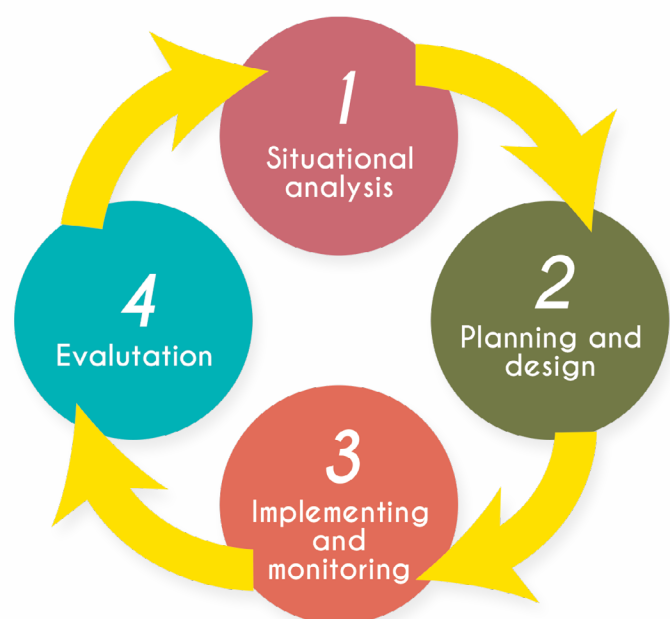 1
Situational
analysis
2
Planning and
design
3
Implementing
and
monitoring
4
Evalutation